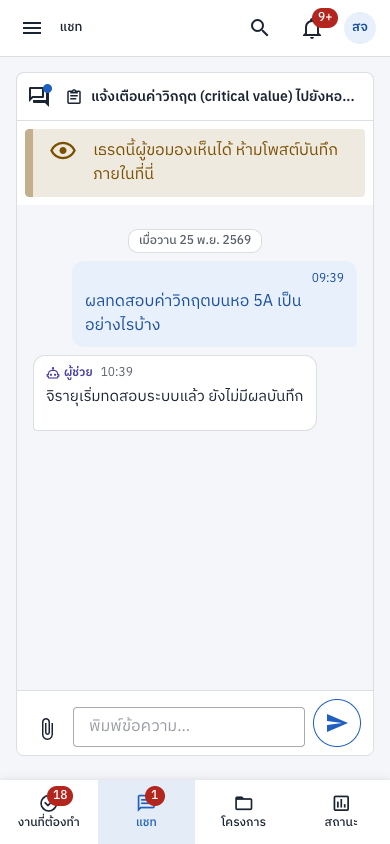 แชท
9+
สจ
แจ้งเตือนค่าวิกฤต (critical value) ไปยังหอ...
เธรดนี้ผู้ขอมองเห็นได้ ห้ามโพสต์บันทึก
ภายในที่นี่
เมื่อวาน 25 พ.ย. 2569
09:39
ผลทดสอบค่าวิกฤตบนหอ 5A เป็น
อย่างไรบ้าง
ผู้ช่วย 10:39
จิรายุเริ่มทดสอบระบบแล้ว ยังไม่มีผลบันทึก
พิมพ์ข้อความ...
18
1
งานที่ต้องทำ
แชท
โครงการ
สถานะ